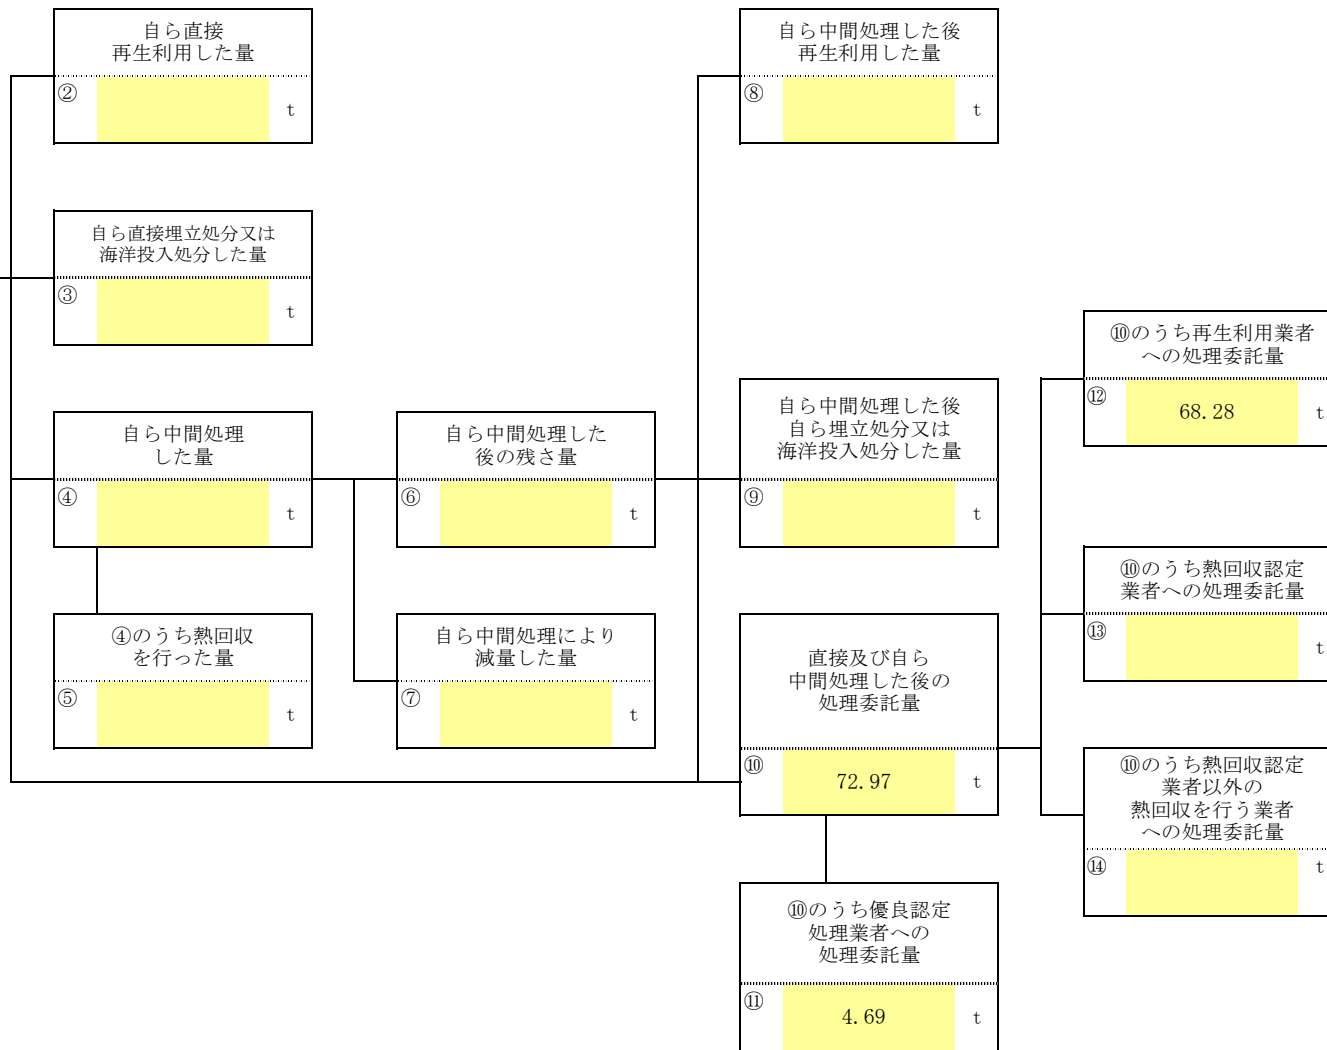 自ら直接
再生利用した量
②
t
自ら中間処理した後
再生利用した量
⑧
t
自ら直接埋立処分又は
海洋投入処分した量
③
t
⑩のうち再生利用業者
への処理委託量
⑫
68.28
t
自ら中間処理
した量
④
t
自ら中間処理した
後の残さ量
⑥
t
自ら中間処理した後
自ら埋立処分又は
海洋投入処分した量
⑨
t
⑩のうち熱回収認定
業者への処理委託量
⑬
t
④のうち熱回収
を行った量
⑤
t
自ら中間処理により
減量した量
⑦
t
直接及び自ら
中間処理した後の
処理委託量
⑩
72.97
t
⑩のうち熱回収認定
業者以外の
熱回収を行う業者
への処理委託量
⑭
t
⑩のうち優良認定
処理業者への
処理委託量
⑪
4.69
t